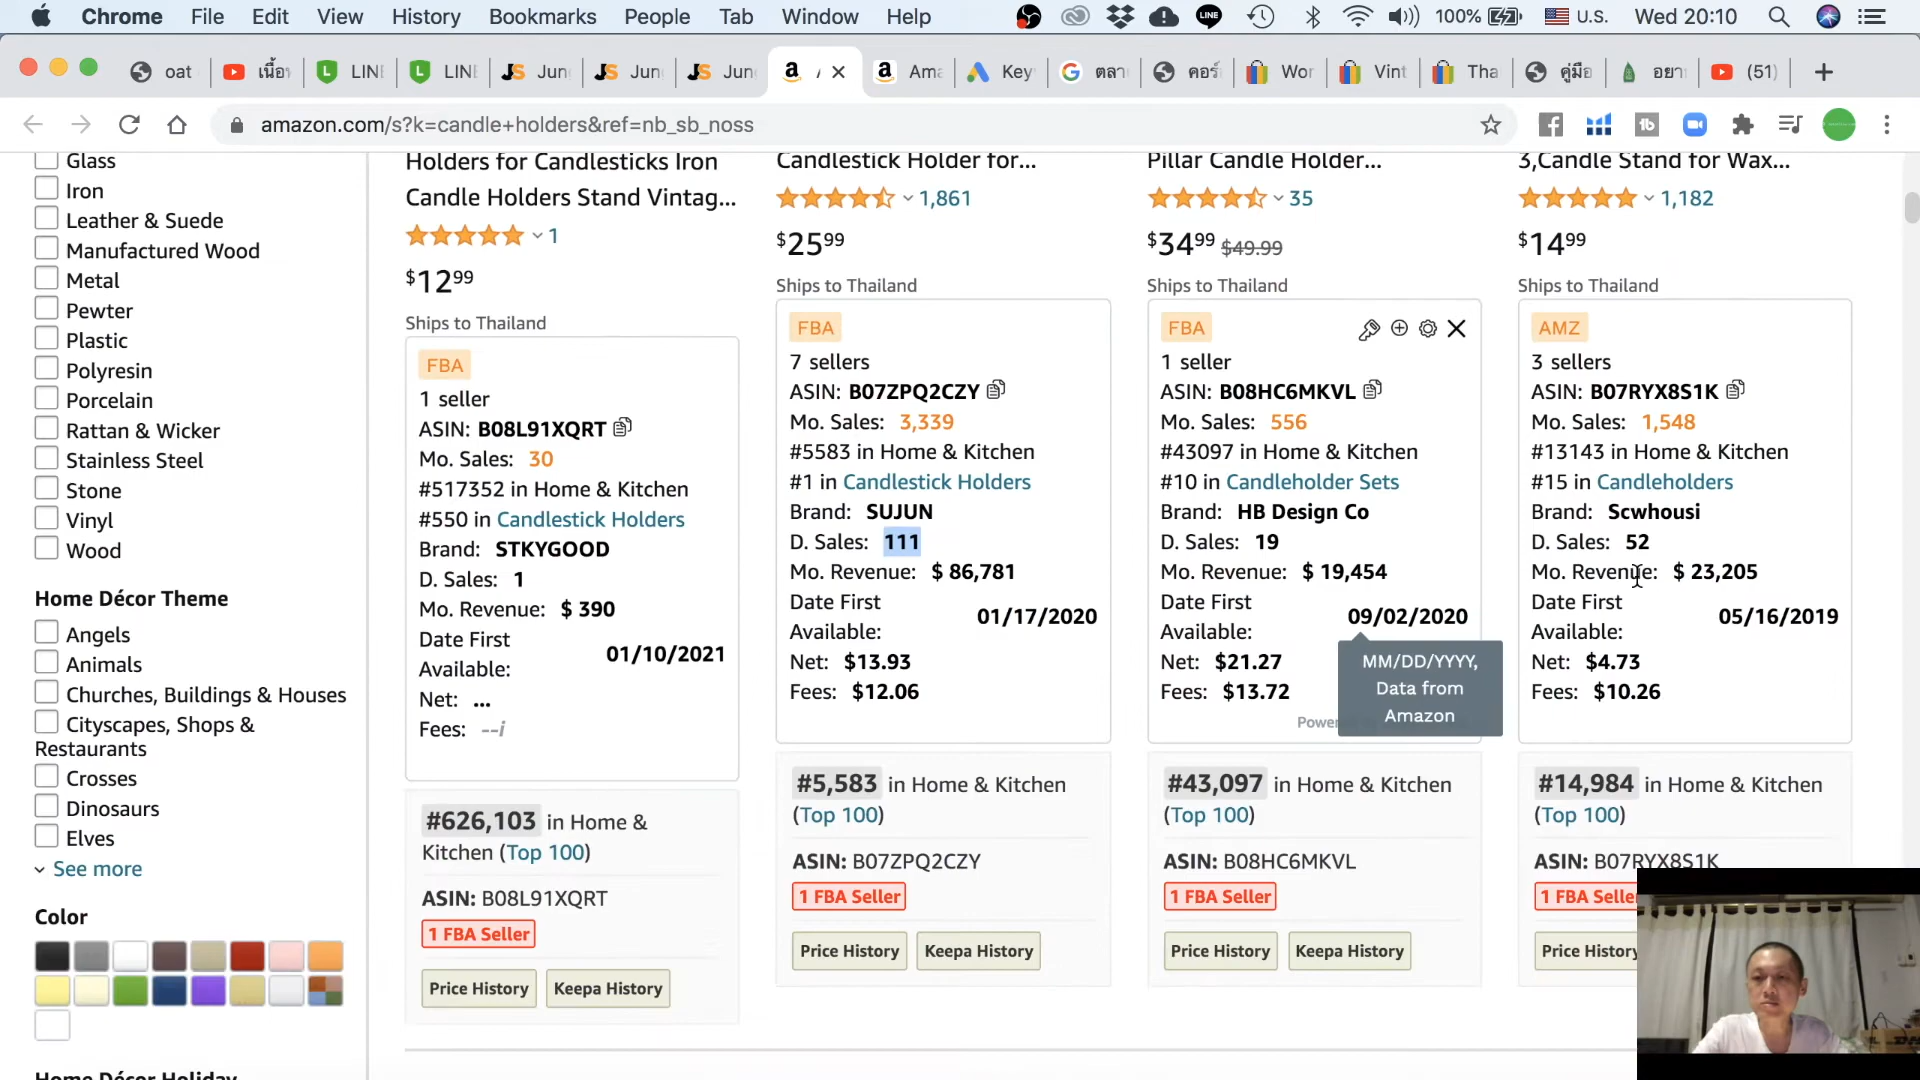 Chrome File Edit View History Bookmarks People Tab Window Help
LINE 100% U.S. Wed 20:10
oat เนื้อ LINE LINE Jun Jun Jun Ama Key ตลา คอร์ Wor Vint Tha คู่มือ อยา (51)
amazon.com/s?k=candle+holders&ref=nb_sb_noss
Glass
Iron
Leather & Suede
Manufactured Wood
Metal
Pewter
Plastic
Polyresin
Porcelain
Rattan & Wicker
Stainless Steel
Stone
Vinyl
Wood
Home Décor Theme
Angels
Animals
Churches, Buildings & Houses
Cityscapes, Shops &
Restaurants
Crosses
Dinosaurs
Elves
See more
Color
Home Décor Holiday
Holders for Candlesticks Iron
Candle Holders Stand Vintag...
1
$12.99
Ships to Thailand
FBA
1 seller
ASIN: B08L91XQRT
Mo. Sales: 30
#517352 in Home & Kitchen
#550 in Candlestick Holders
Brand: STKYGOOD
D. Sales: 1
Mo. Revenue: $ 390
Date First
Available: 01/10/2021
Net: ...
Fees: --i
#626,103 in Home &
Kitchen (Top 100)
ASIN: B08L91XQRT
1 FBA Seller
Price History Keepa History
Candlestick Holder for...
1,861
$25.99
Ships to Thailand
FBA
7 sellers
ASIN: B07ZPQ2CZY
Mo. Sales: 3,339
#5583 in Home & Kitchen
#1 in Candlestick Holders
Brand: SUJUN
D. Sales: 111
Mo. Revenue: $ 86,781
Date First
Available: 01/17/2020
Net: $13.93
Fees: $12.06
#5,583 in Home & Kitchen
(Top 100)
ASIN: B07ZPQ2CZY
1 FBA Seller
Price History Keepa History
Pillar Candle Holder...
35
$34.99 $49.99
Ships to Thailand
FBA
1 seller
ASIN: B08HC6MKVL
Mo. Sales: 556
#43097 in Home & Kitchen
#10 in Candleholder Sets
Brand: HB Design Co
D. Sales: 19
Mo. Revenue: $ 19,454
Date First
Available: 09/02/2020
Net: $21.27
Fees: $13.72
MM/DD/YYYY,
Data from
Amazon
#43,097 in Home & Kitchen
(Top 100)
ASIN: B08HC6MKVL
1 FBA Seller
Price History Keepa History
3,Candle Stand for Wax...
1,182
$14.99
Ships to Thailand
AMZ
3 sellers
ASIN: B07RYX8S1K
Mo. Sales: 1,548
#13143 in Home & Kitchen
#15 in Candleholders
Brand: Scwhousi
D. Sales: 52
Mo. Revenue: $ 23,205
Date First
Available: 05/16/2019
Net: $4.73
Fees: $10.26
#14,984 in Home & Kitchen
(Top 100)
ASIN: B07RYX8S1K
1 FBA Selle
Price Histor